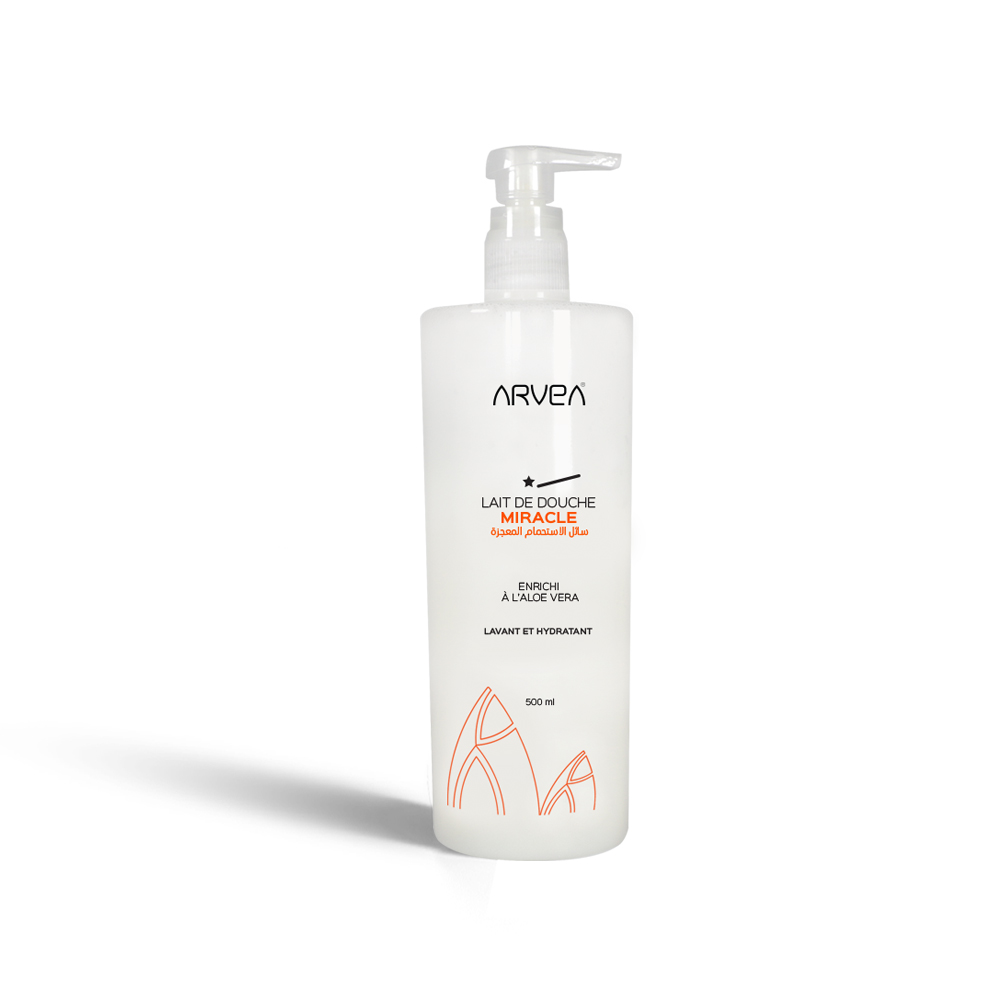 ARVEA®
LAIT DE DOUCHE
MIRACLE
سائل الاستحمام المعجزة
ENRICHI
À L'ALOE VERA
LAVANT ET HYDRATANT
500 ml